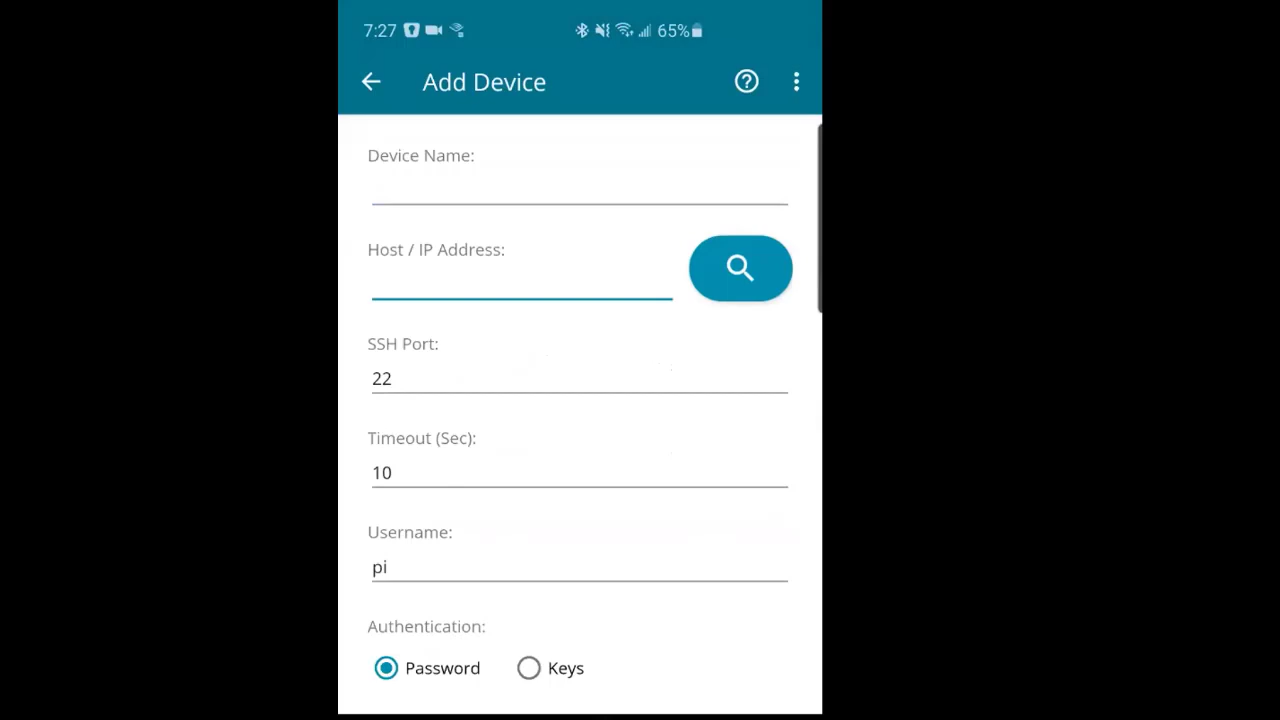 7:27 65%
Add Device
Device Name:
Host / IP Address:
SSH Port:
22
Timeout (Sec):
10
Username:
pi
Authentication:
Password Keys